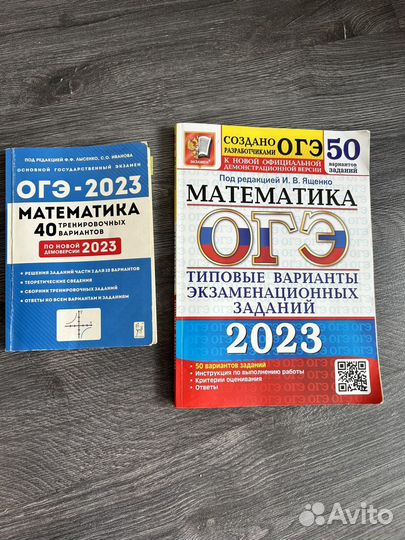 ПОД РЕДАКЦИЕЙ Ф.Ф. ЛЫСЕНКО, С.О. ИВАНОВА
ОСНОВНОЙ ГОСУДАРСТВЕННЫЙ ЭКЗАМЕН
ОГЭ - 2023
МАТЕМАТИКА
40 ТРЕНИРОВОЧНЫХ
ВАРИАНТОВ
ПО НОВОЙ
ДЕМОВЕРСИИ 2023
• РЕШЕНИЯ ЗАДАНИЙ ЧАСТИ 2 ДЛЯ 20 ВАРИАНТОВ
• ТЕОРЕТИЧЕСКИЕ СВЕДЕНИЯ
• СБОРНИК ТРЕНИРОВОЧНЫХ ЗАДАНИЙ
• ОТВЕТЫ КО ВСЕМ ВАРИАНТАМ И ЗАДАНИЯМ
ЭКЗАМЕН
СОЗДАНО
РАЗРАБОТЧИКАМИ ОГЭ
К НОВОЙ ОФИЦИАЛЬНОЙ
ДЕМОНСТРАЦИОННОЙ ВЕРСИИ
50
вариантов
заданий
Под редакцией И. В. Ященко
МАТЕМАТИКА
ОГЭ
ТИПОВЫЕ ВАРИАНТЫ
ЭКЗАМЕНАЦИОННЫХ
ЗАДАНИЙ
2023
• 50 вариантов заданий
• Инструкция по выполнению работы
• Критерии оценивания
• Ответы
Avito